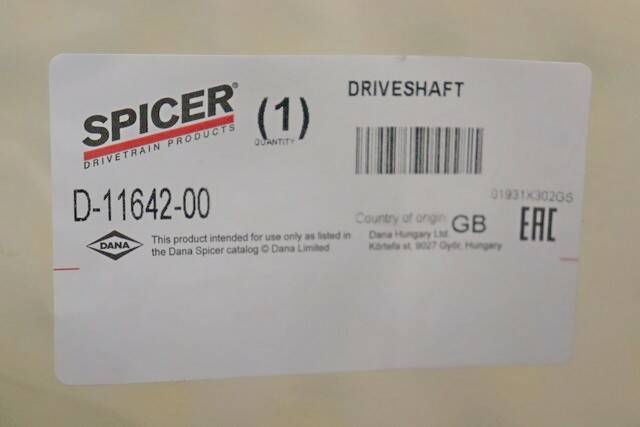 SPICER®
DRIVETRAIN PRODUCTS
(1)
QUANTITY
DRIVESHAFT
01931X302GS
D-11642-00
DANA
This product intended for use only as listed in
the Dana Spicer catalog © Dana Limited
Country of origin GB
Dana Hungary Ltd.
Körtefa st, 9027 Győr, Hungary
EAC